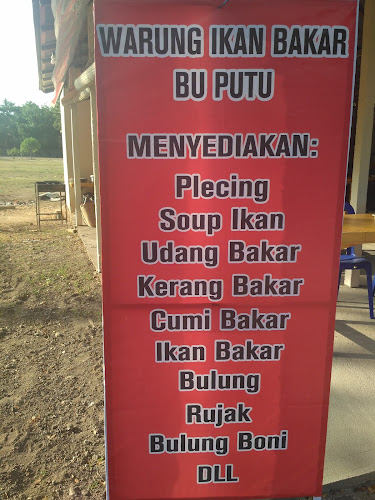 WARUNG IKAN BAKAR
BU PUTU
MENYEDIAKAN:
Plecing
Soup Ikan
Udang Bakar
Kerang Bakar
Cumi Bakar
Ikan Bakar
Bulung
Rujak
Bulung Boni
DLL